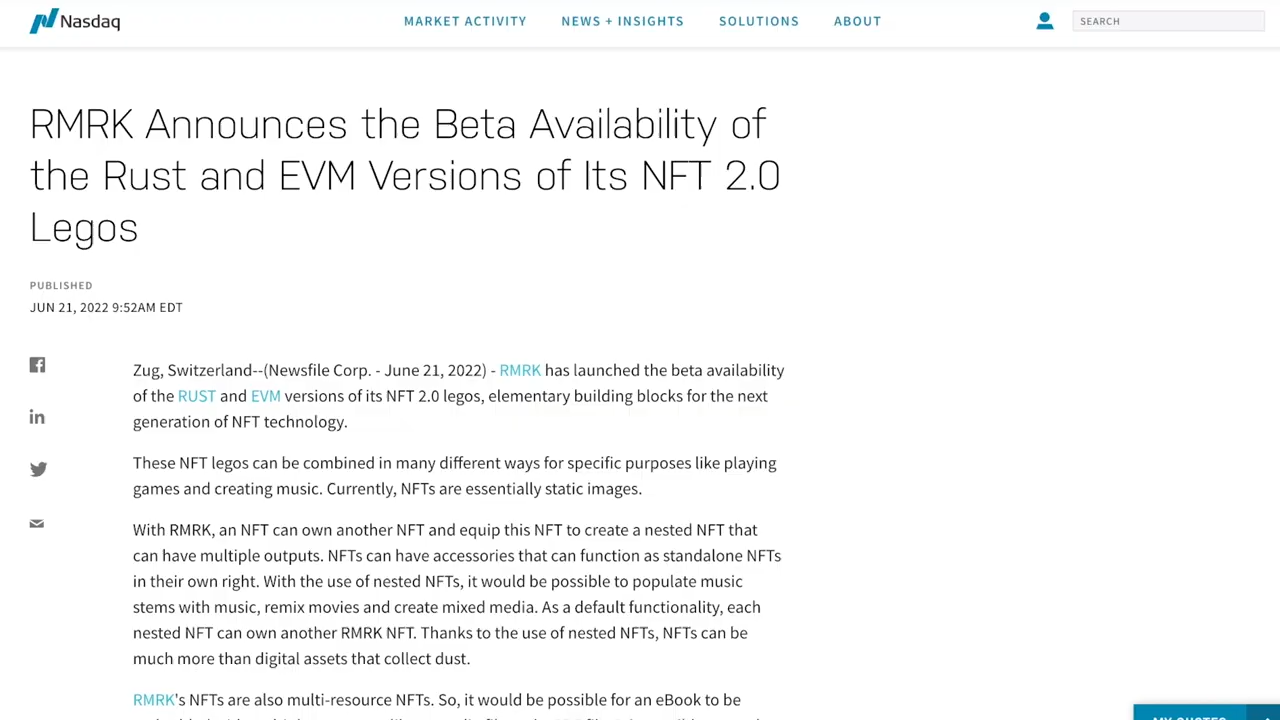 Nasdaq
MARKET ACTIVITY NEWS + INSIGHTS SOLUTIONS ABOUT
SEARCH
RMRK Announces the Beta Availability of
the Rust and EVM Versions of Its NFT 2.0
Legos
PUBLISHED
JUN 21, 2022 9:52AM EDT
Zug, Switzerland--(Newsfile Corp. - June 21, 2022) - RMRK has launched the beta availability
of the RUST and EVM versions of its NFT 2.0 legos, elementary building blocks for the next
generation of NFT technology.
These NFT legos can be combined in many different ways for specific purposes like playing
games and creating music. Currently, NFTs are essentially static images.
With RMRK, an NFT can own another NFT and equip this NFT to create a nested NFT that
can have multiple outputs. NFTs can have accessories that can function as standalone NFTs
in their own right. With the use of nested NFTs, it would be possible to populate music
stems with music, remix movies and create mixed media. As a default functionality, each
nested NFT can own another RMRK NFT. Thanks to the use of nested NFTs, NFTs can be
much more than digital assets that collect dust.
RMRK's NFTs are also multi-resource NFTs. So, it would be possible for an eBook to be
MY QUOTES